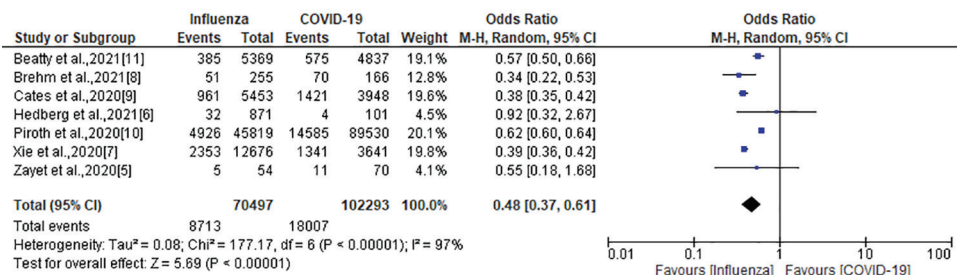 Influenza COVID-19 Odds Ratio Odds Ratio
Study or Subgroup Events Total Events Total Weight M-H, Random, 95% CI M-H, Random, 95% CI
Beatty et al.,2021[11] 385 5369 575 4837 19.1% 0.57 [0.50, 0.66]
Brehm et al.,2021[8] 51 255 70 166 12.8% 0.34 [0.22, 0.53]
Cates et al.,2020[9] 961 5453 1421 3948 19.6% 0.38 [0.35, 0.42]
Hedberg et al.,2021[6] 32 871 4 101 4.5% 0.92 [0.32, 2.67]
Piroth et al.,2020[10] 4926 45819 14585 89530 20.1% 0.62 [0.60, 0.64]
Xie et al.,2020[7] 2353 12676 1341 3641 19.8% 0.39 [0.36, 0.42]
Zayet et al.,2020[5] 5 54 11 70 4.1% 0.55 [0.18, 1.68]
Total (95% CI) 70497 102293 100.0% 0.48 [0.37, 0.61]
Total events 8713 18007
Heterogeneity: Tau² = 0.08; Chi² = 177.17, df = 6 (P < 0.00001); I² = 97%
Test for overall effect: Z = 5.69 (P < 0.00001)
0.01 0.1 1 10 100
Favours [Influenza] Favours [COVID-19]